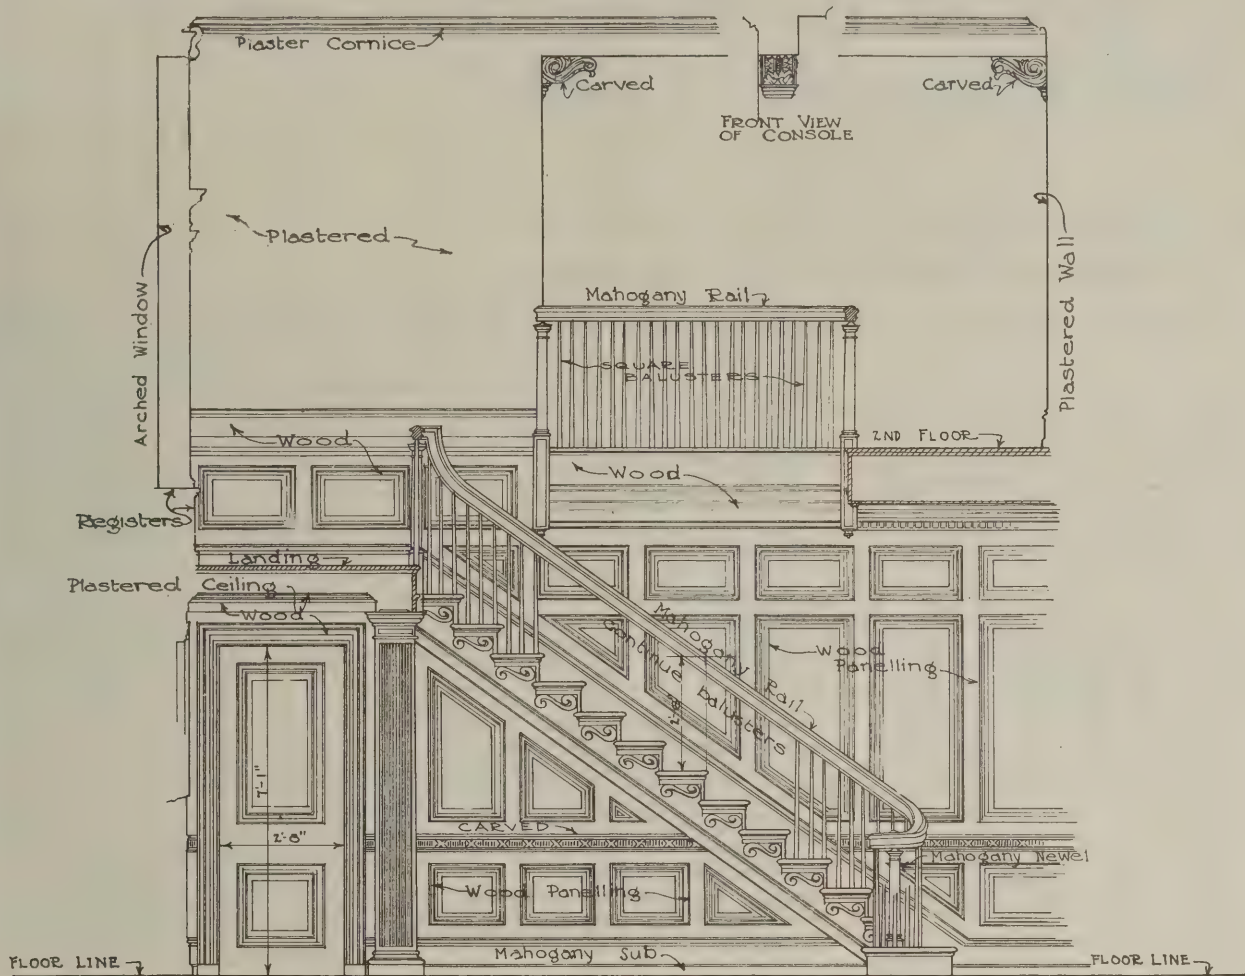 Plaster Cornice
Carved
Carved
FRONT VIEW
OF CONSOLE
Plastered
Arched Window
Plastered Wall
Mahogany Rail
SQUARE
BALUSTERS
2ND FLOOR
Wood
Wood
Registers
Landing
Plastered Ceiling
Wood
Mahogany Rail
Continue balusters
2'-8"
Wood
Panelling
7'-1"
2'-8"
CARVED
Mahogany Newel
Wood Panelling
Mahogany Sub
FLOOR LINE
FLOOR LINE